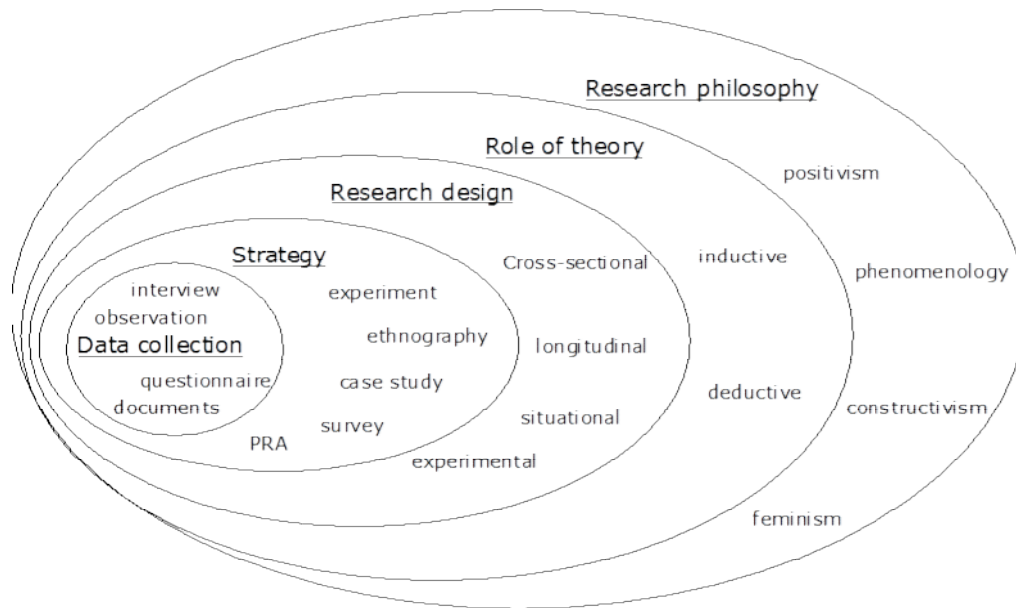 Research philosophy
Role of theory
positivism
Research design
Strategy
Cross-sectional
inductive
phenomenology
interview
experiment
observation
ethnography
Data collection
longitudinal
questionnaire
case study
deductive
constructivism
documents
survey
situational
PRA
experimental
feminism